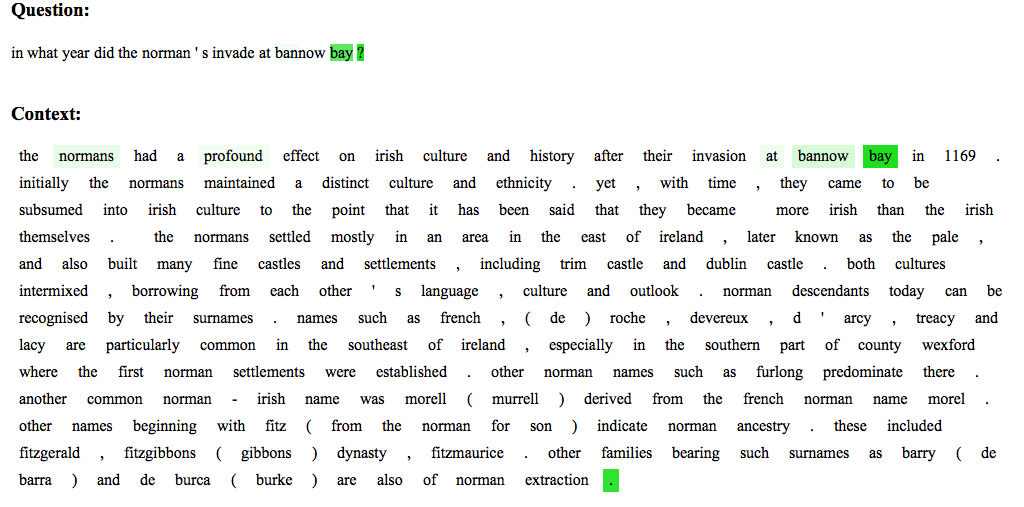 Question:
in what year did the norman ' s invade at bannow bay ?
Context:
the normans had a profound effect on irish culture and history after their invasion at bannow bay in 1169 .
initially the normans maintained a distinct culture and ethnicity . yet , with time , they came to be
subsumed into irish culture to the point that it has been said that they became more irish than the irish
themselves . the normans settled mostly in an area in the east of ireland , later known as the pale ,
and also built many fine castles and settlements , including trim castle and dublin castle . both cultures
intermixed , borrowing from each other ' s language , culture and outlook . norman descendants today can be
recognised by their surnames . names such as french , ( de ) roche , devereux , d ' arcy , treacy and
lacy are particularly common in the southeast of ireland , especially in the southern part of county wexford
where the first norman settlements were established . other norman names such as furlong predominate there .
another common norman - irish name was morell ( murrell ) derived from the french norman name morel .
other names beginning with fitz ( from the norman for son ) indicate norman ancestry . these included
fitzgerald , fitzgibbons ( gibbons ) dynasty , fitzmaurice . other families bearing such surnames as barry ( de
barra ) and de burca ( burke ) are also of norman extraction .